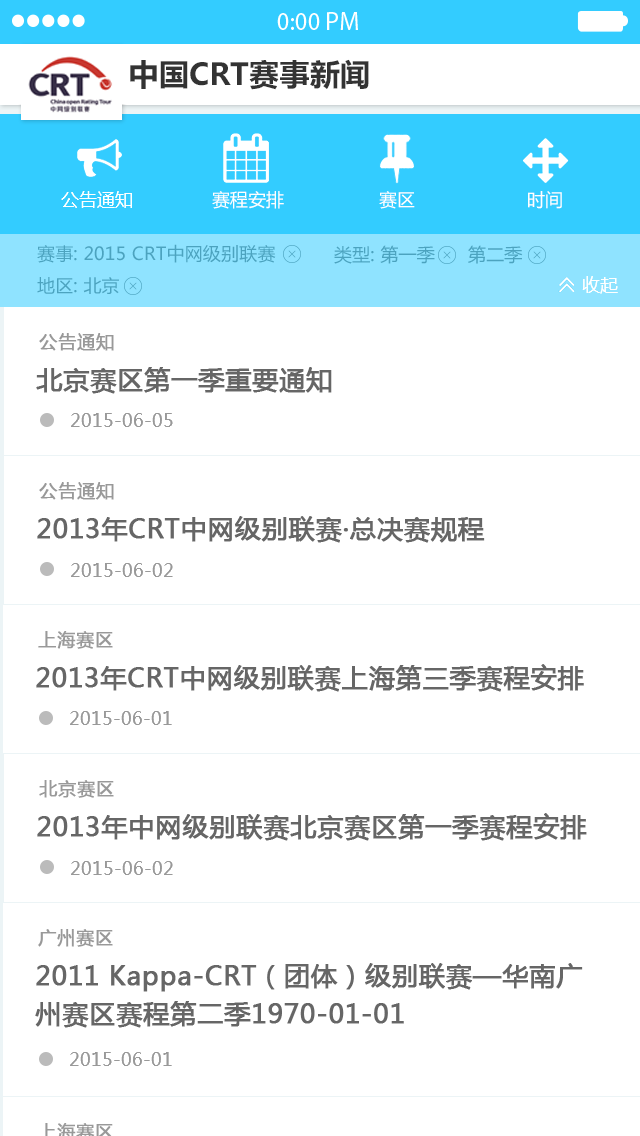 0:00 PM
CRT
China open Rating Tour
中网级别联赛
中国CRT赛事新闻
公告通知
赛程安排
赛区
时间
赛事: 2015 CRT中网级别联赛
类型: 第一季
第二季
地区: 北京
收起
公告通知
北京赛区第一季重要通知
2015-06-05
公告通知
2013年CRT中网级别联赛·总决赛规程
2015-06-02
上海赛区
2013年CRT中网级别联赛上海第三季赛程安排
2015-06-01
北京赛区
2013年中网级别联赛北京赛区第一季赛程安排
2015-06-02
广州赛区
2011 Kappa-CRT（团体）级别联赛—华南广
州赛区赛程第二季1970-01-01
2015-06-01
上海赛区